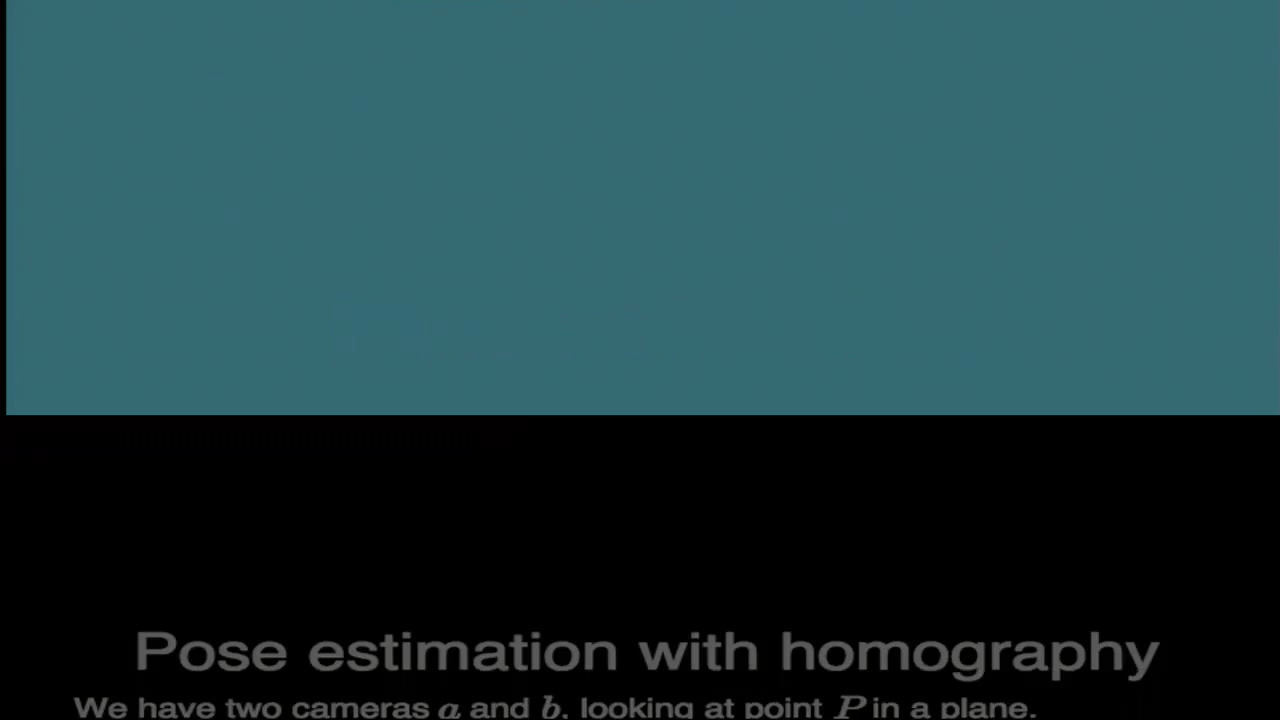 Pose estimation with homography
We have two cameras a and b, looking at point P in a plane.